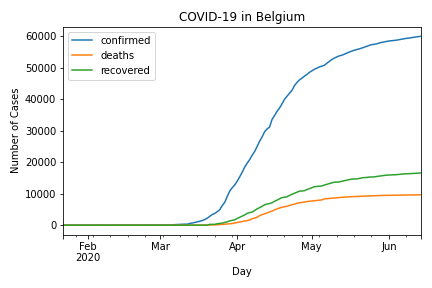 COVID-19 in Belgium
confirmed
deaths
recovered
Number of Cases
60000
50000
40000
30000
20000
10000
0
Feb
2020
Mar
Apr
May
Jun
Day